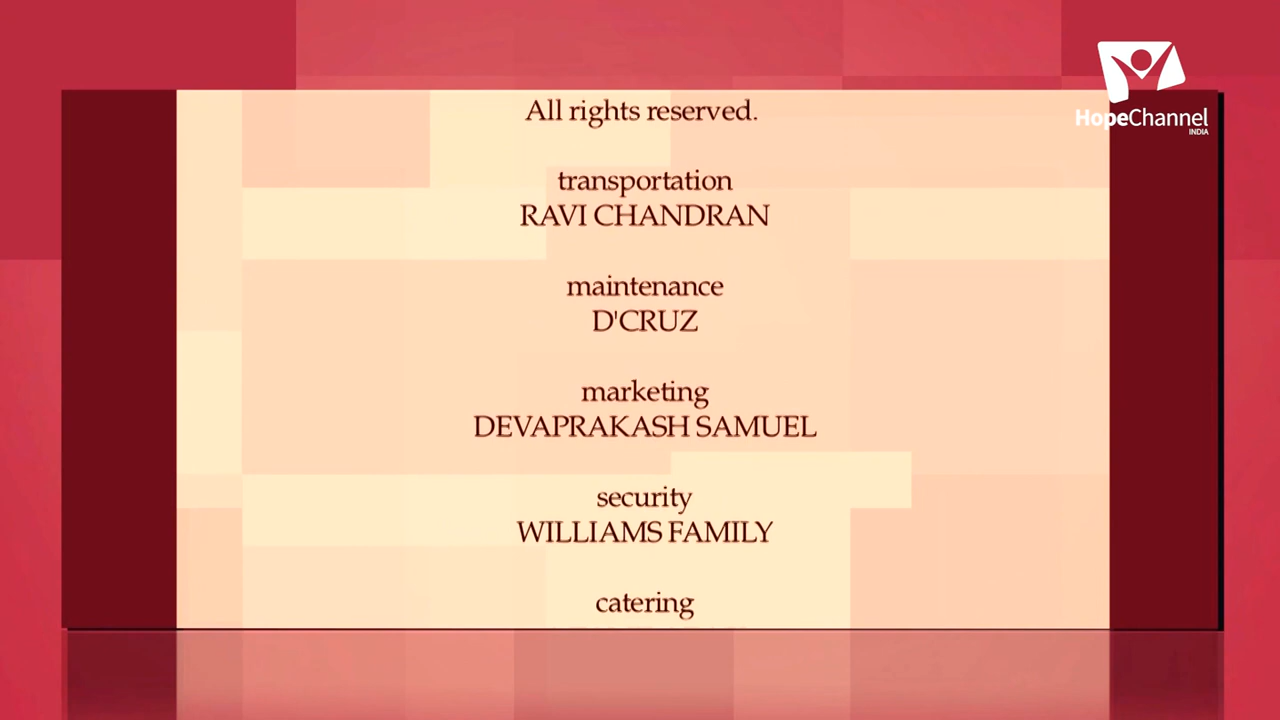 All rights reserved.
transportation
RAVI CHANDRAN
maintenance
D'CRUZ
marketing
DEVAPRAKASH SAMUEL
security
WILLIAMS FAMILY
catering
HopeChannel
INDIA